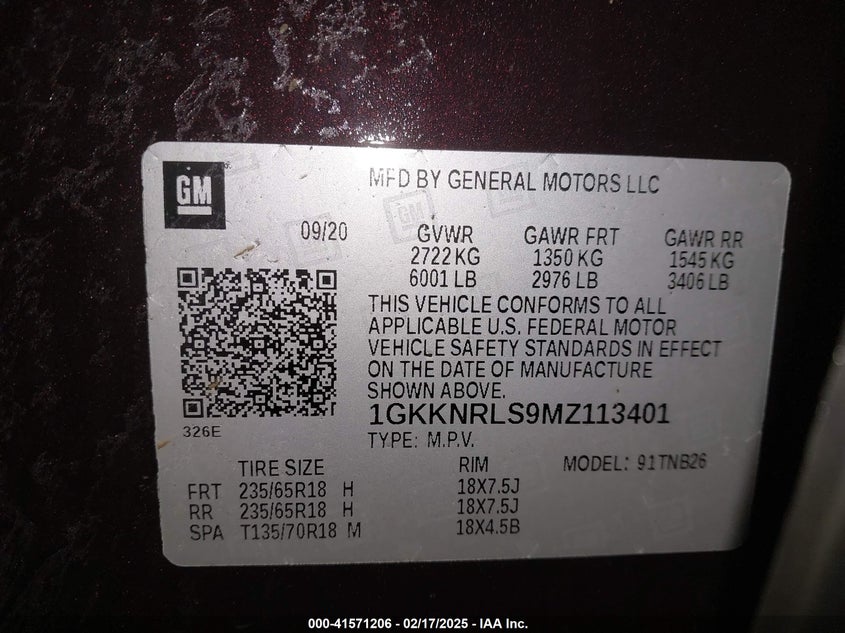 GM
MFD BY GENERAL MOTORS LLC
09/20 GVWR GAWR FRT GAWR RR
2722 KG 1350 KG 1545 KG
6001 LB 2976 LB 3406 LB
THIS VEHICLE CONFORMS TO ALL
APPLICABLE U.S. FEDERAL MOTOR
VEHICLE SAFETY STANDARDS IN EFFECT
ON THE DATE OF MANUFACTURE
SHOWN ABOVE.
326E
1GKKNRLS9MZ113401
TYPE: M.P.V.
TIRE SIZE RIM MODEL: 91TNB26
FRT 235/65R18 H 18X7.5J
RR 235/65R18 H 18X7.5J
SPA T135/70R18 M 18X4.5B
000-41571206 - 02/17/2025 - IAA Inc.